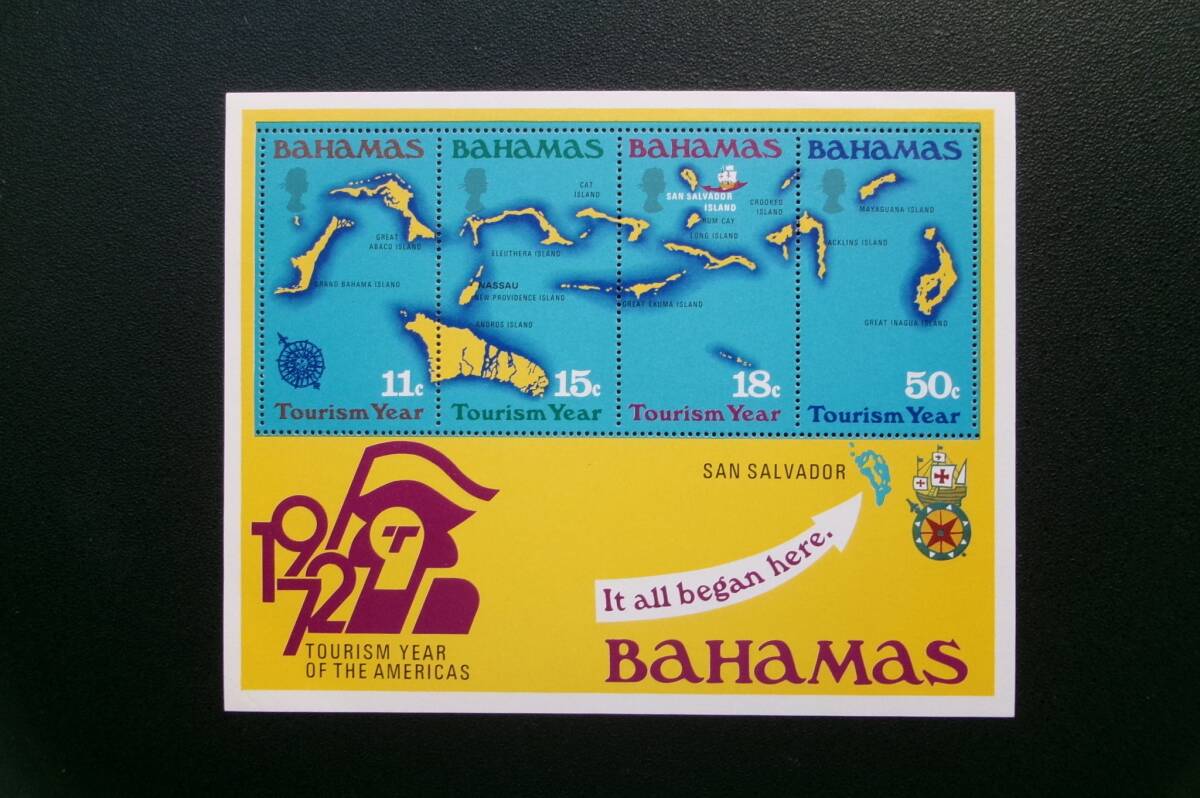 BAHAMAS
GREAT
ABACO ISLAND
GRAND BAHAMA ISLAND
11c
Tourism Year
BAHAMAS
CAT
ISLAND
ELEUTHERA ISLAND
NASSAU
NEW PROVIDENCE ISLAND
ANDROS ISLAND
15c
Tourism Year
BAHAMAS
SAN SALVADOR
ISLAND
CROOKED
ISLAND
RUM CAY
LONG ISLAND
GREAT EXUMA ISLAND
18c
Tourism Year
BAHAMAS
MAYAGUANA ISLAND
ACKLINS ISLAND
GREAT INAGUA ISLAND
50c
Tourism Year
1972
TOURISM YEAR
OF THE AMERICAS
SAN SALVADOR
It all began here.
BAHAMAS